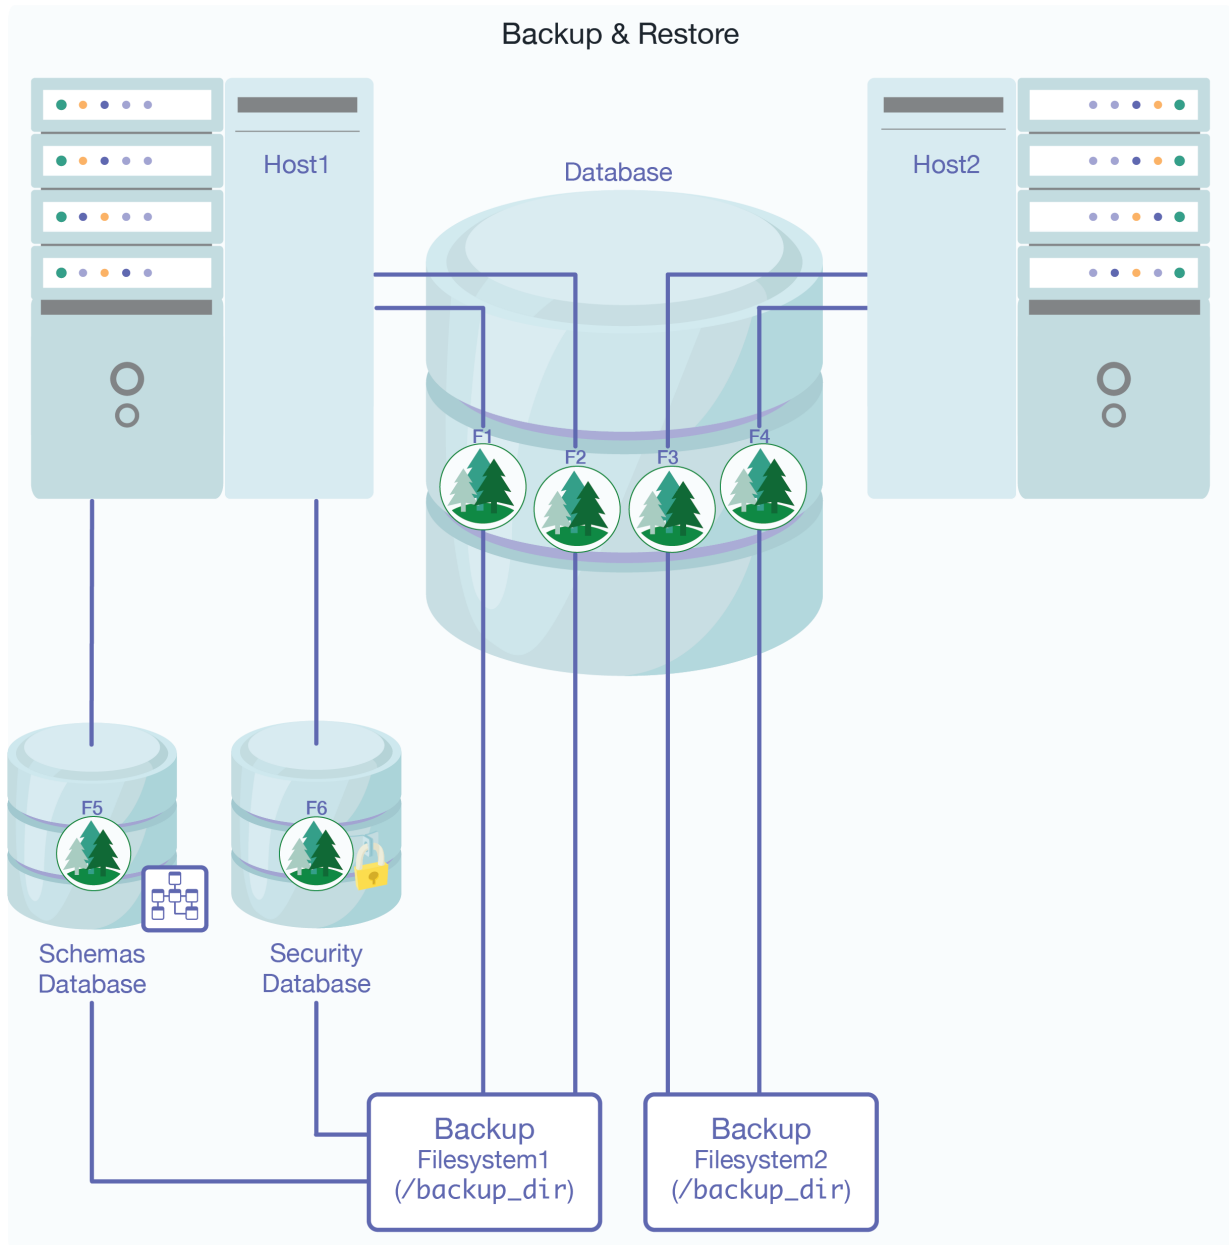 Backup & Restore
Host1
Host2
Database
F1
F2
F3
F4
F5
F6
Schemas
Database
Security
Database
Backup
Filesystem1
(/backup_dir)
Backup
Filesystem2
(/backup_dir)